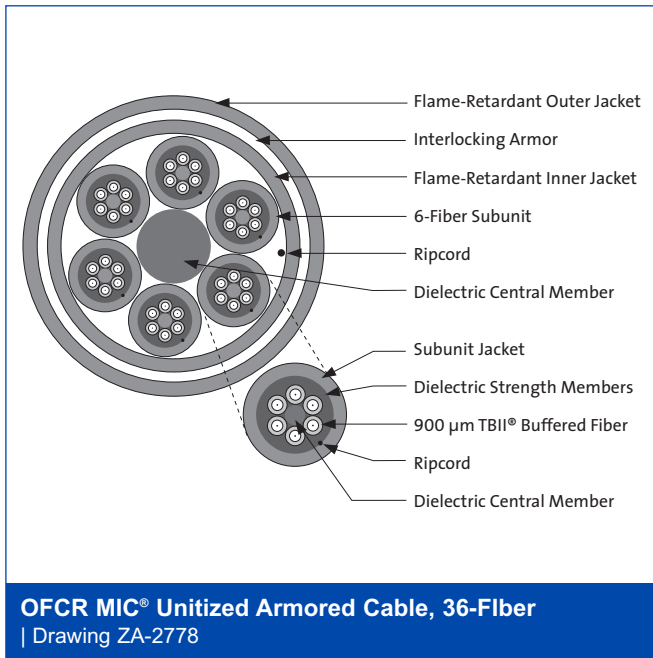 Flame-Retardant Outer Jacket
Interlocking Armor
Flame-Retardant Inner Jacket
6-Fiber Subunit
Ripcord
Dielectric Central Member
Subunit Jacket
Dielectric Strength Members
900 µm TBII® Buffered Fiber
Ripcord
Dielectric Central Member
OFCR MIC® Unitized Armored Cable, 36-FIber
| Drawing ZA-2778